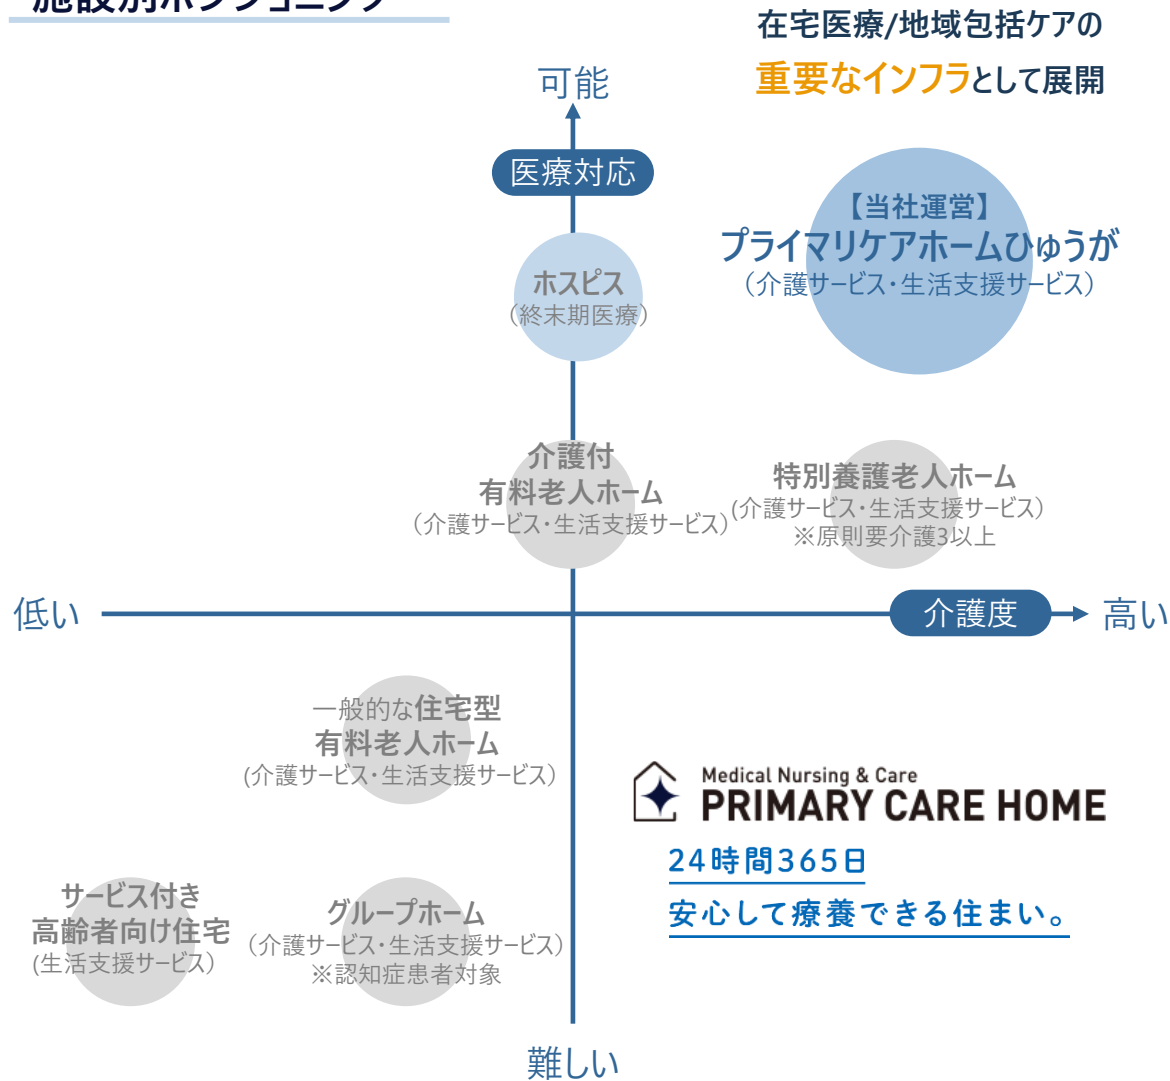 施設別ポジショニング
在宅医療/地域包括ケアの
重要なインフラとして展開
可能
医療対応
【当社運営】
プライマリケアホームひゅうが
（介護サービス・生活支援サービス）
ホスピス
（終末期医療）
介護付
有料老人ホーム
（介護サービス・生活支援サービス）
特別養護老人ホーム
(介護サービス・生活支援サービス）
※原則要介護3以上
低い
介護度
高い
一般的な住宅型
有料老人ホーム
(介護サービス・生活支援サービス）
Medical Nursing & Care
PRIMARY CARE HOME
24時間365日
安心して療養できる住まい。
サービス付き
高齢者向け住宅
(生活支援サービス）
グループホーム
（介護サービス・生活支援サービス）
※認知症患者対象
難しい